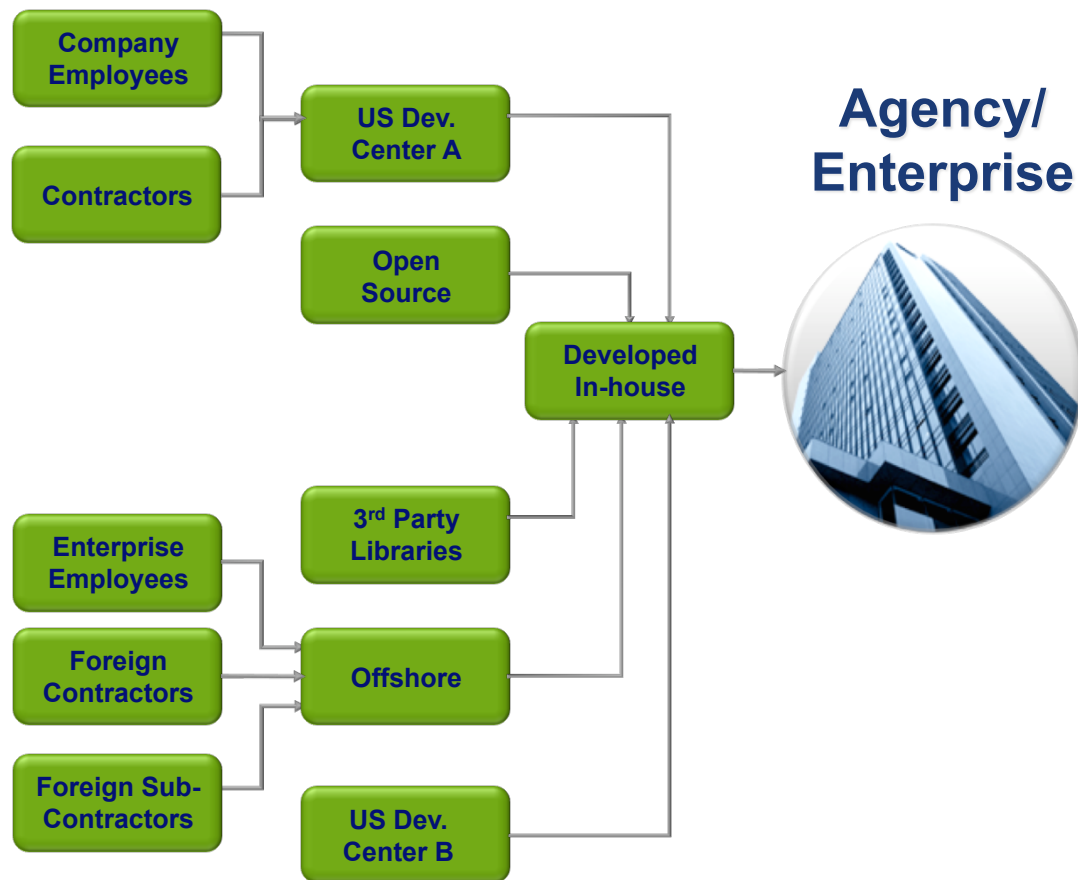 Company
Employees
Contractors
US Dev.
Center A
Open
Source
Agency/
Enterprise
Developed
In-house
3rd Party
Libraries
Enterprise
Employees
Foreign
Contractors
Offshore
Foreign Sub-
Contractors
US Dev.
Center B